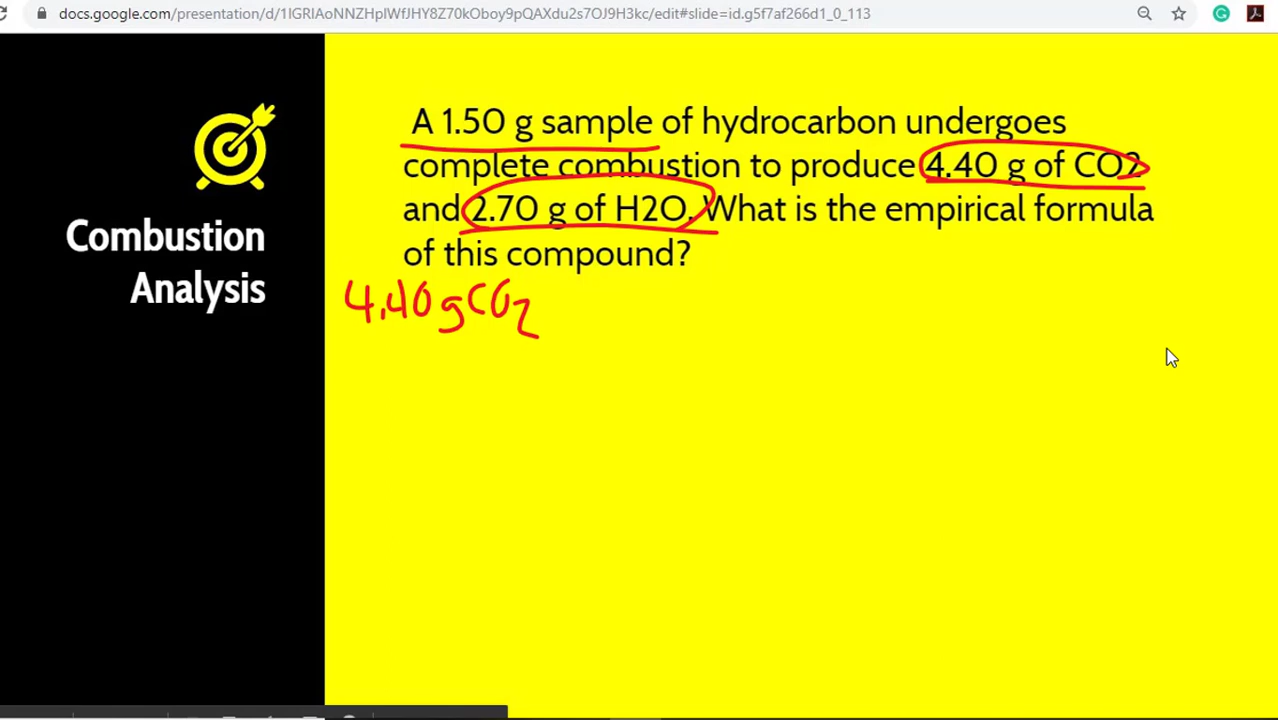 docs.google.com/presentation/d/1lGRlAoNNZHplWfJHY8Z70kOboy9pQAXdu2s7OJ9H3kc/edit#slide=id.g5f7af266d1_0_113
Combustion
Analysis
A 1.50 g sample of hydrocarbon undergoes
complete combustion to produce 4.40 g of CO2
and 2.70 g of H2O. What is the empirical formula
of this compound?
4.40 g CO2